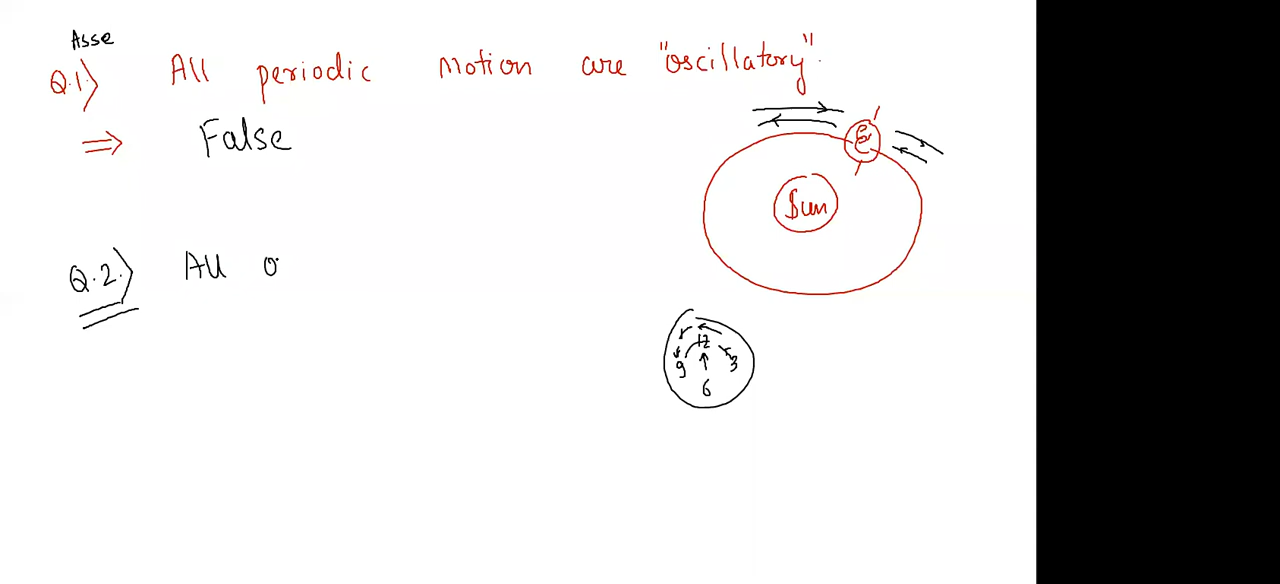 Asse
Q.1.) All periodic motion are "oscillatory".
⇒ False
E
Sun
Q.2.) All o
12
9 3
6